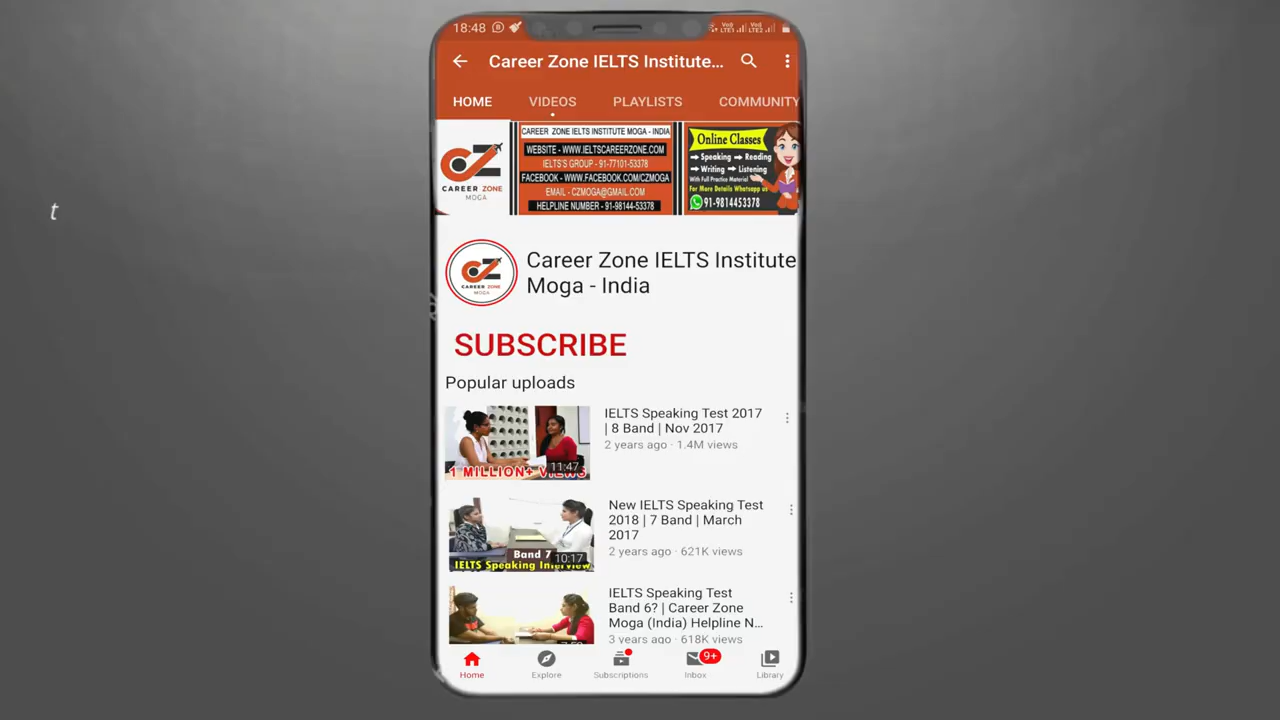 18:48
Career Zone IELTS Institute...
HOME VIDEOS PLAYLISTS COMMUNITY
CAREER ZONE
MOGA
CAREER ZONE IELTS INSTITUTE MOGA - INDIA
WEBSITE - WWW.IELTSCAREERZONE.COM
IELTS'S GROUP - 91-77101-53378
FACEBOOK - WWW.FACEBOOK.COM/CZMOGA
EMAIL - CZMOGA@GMAIL.COM
HELPLINE NUMBER - 91-98144-53378
Online Classes
Speaking Reading
Writing Listening
With Full Practice Material
For More Details Whatsapp us
91-9814453378
t
CAREER ZONE
MOGA
Career Zone IELTS Institute
Moga - India
SUBSCRIBE
Popular uploads
1 MILLION+ VIEWS
11:47
IELTS Speaking Test 2017
| 8 Band | Nov 2017
2 years ago · 1.4M views
Band 7
10:17
IELTS Speaking Interview
New IELTS Speaking Test
2018 | 7 Band | March
2017
2 years ago · 621K views
IELTS Speaking Test
Band 6? | Career Zone
Moga (India) Helpline N...
3 years ago · 618K views
Home Explore Subscriptions 9+ Inbox Library